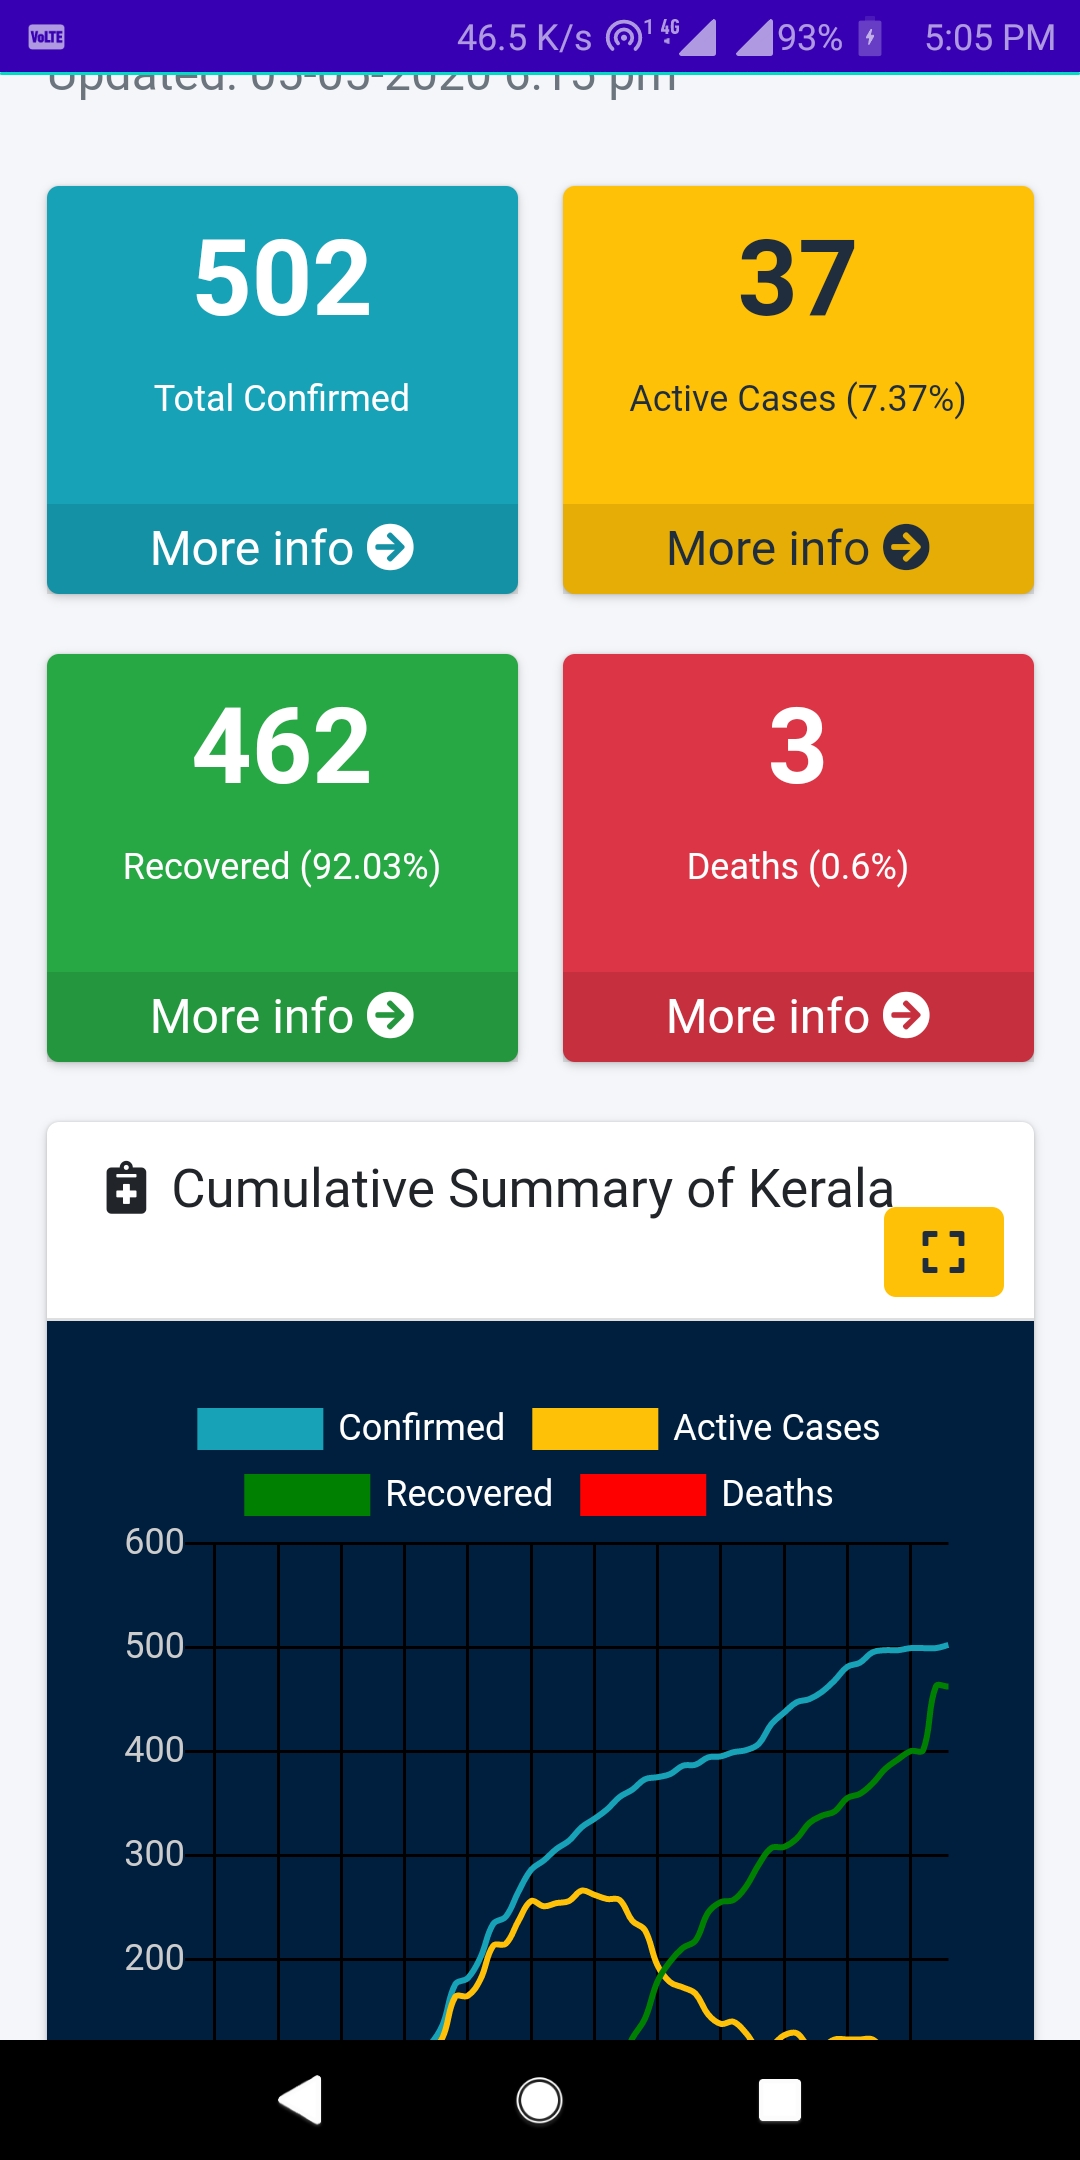 VoLTE 46.5 K/s 1 4G 93% 5:05 PM
Updated: 05-05-2020 6:15 pm
502
Total Confirmed
More info
37
Active Cases (7.37%)
More info
462
Recovered (92.03%)
More info
3
Deaths (0.6%)
More info
Cumulative Summary of Kerala
Confirmed Active Cases
Recovered Deaths
600
500
400
300
200